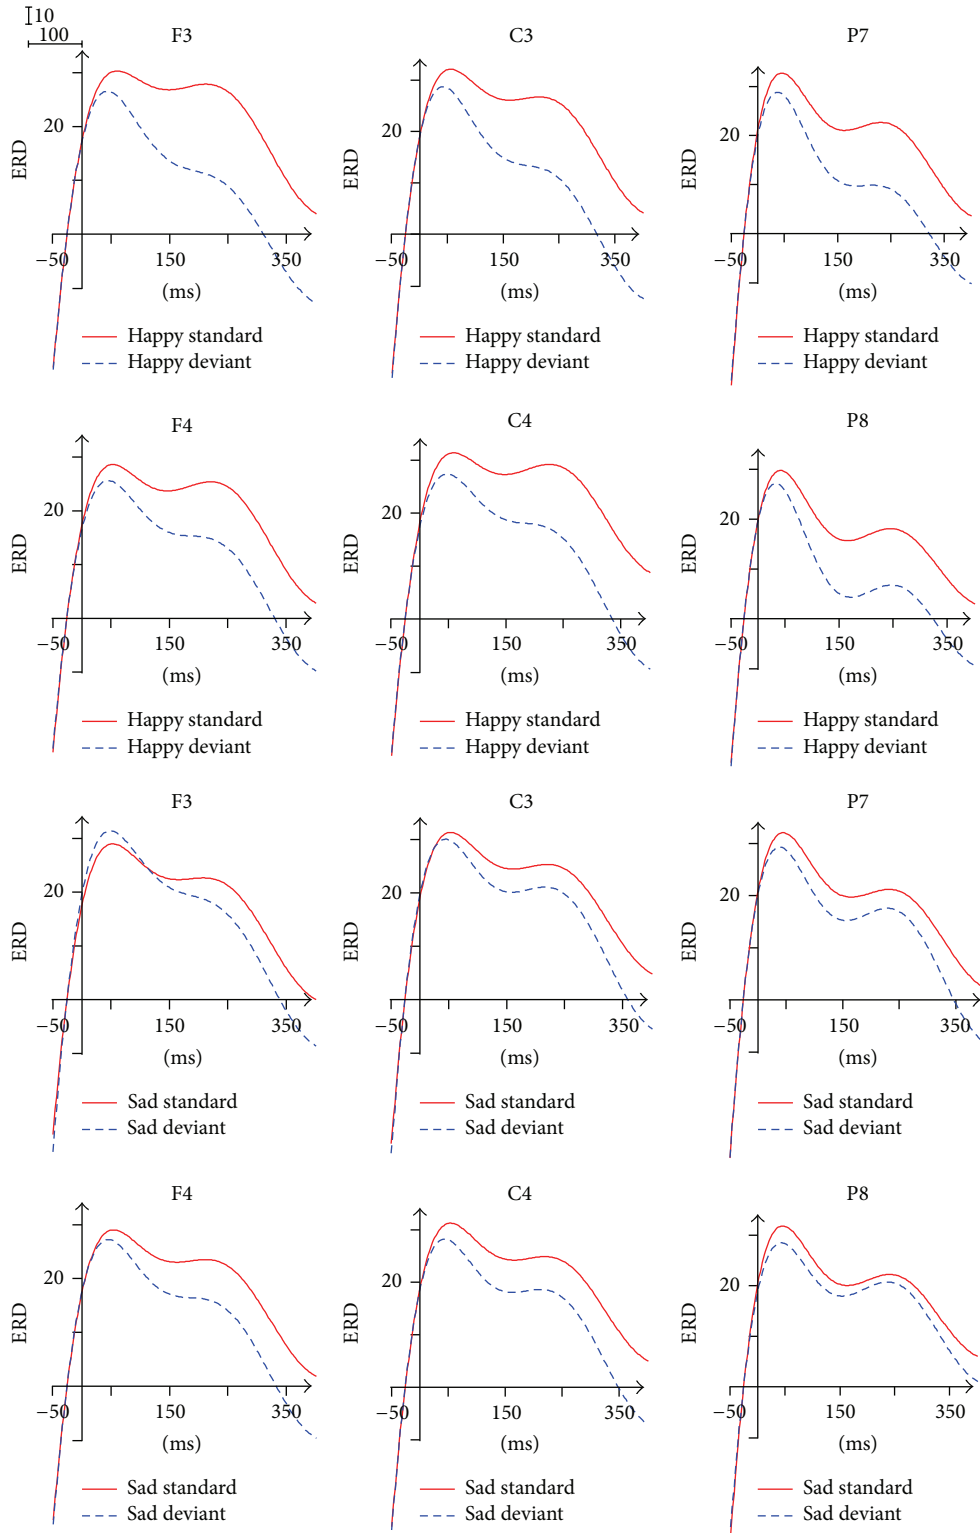 10
100
F3
C3
P7
20
20
20
ERD
ERD
ERD
−50
150
350
−50
150
350
−50
150
350
(ms)
(ms)
(ms)
Happy standard
Happy standard
Happy standard
Happy deviant
Happy deviant
Happy deviant
F4
C4
P8
20
20
20
ERD
ERD
ERD
−50
150
350
−50
150
350
−50
150
350
(ms)
(ms)
(ms)
Happy standard
Happy standard
Happy standard
Happy deviant
Happy deviant
Happy deviant
F3
C3
P7
20
20
20
ERD
ERD
ERD
−50
150
350
−50
150
350
−50
150
350
(ms)
(ms)
(ms)
Sad standard
Sad standard
Sad standard
Sad deviant
Sad deviant
Sad deviant
F4
C4
P8
20
20
20
ERD
ERD
ERD
−50
150
350
−50
150
350
−50
150
350
(ms)
(ms)
(ms)
Sad standard
Sad standard
Sad standard
Sad deviant
Sad deviant
Sad deviant